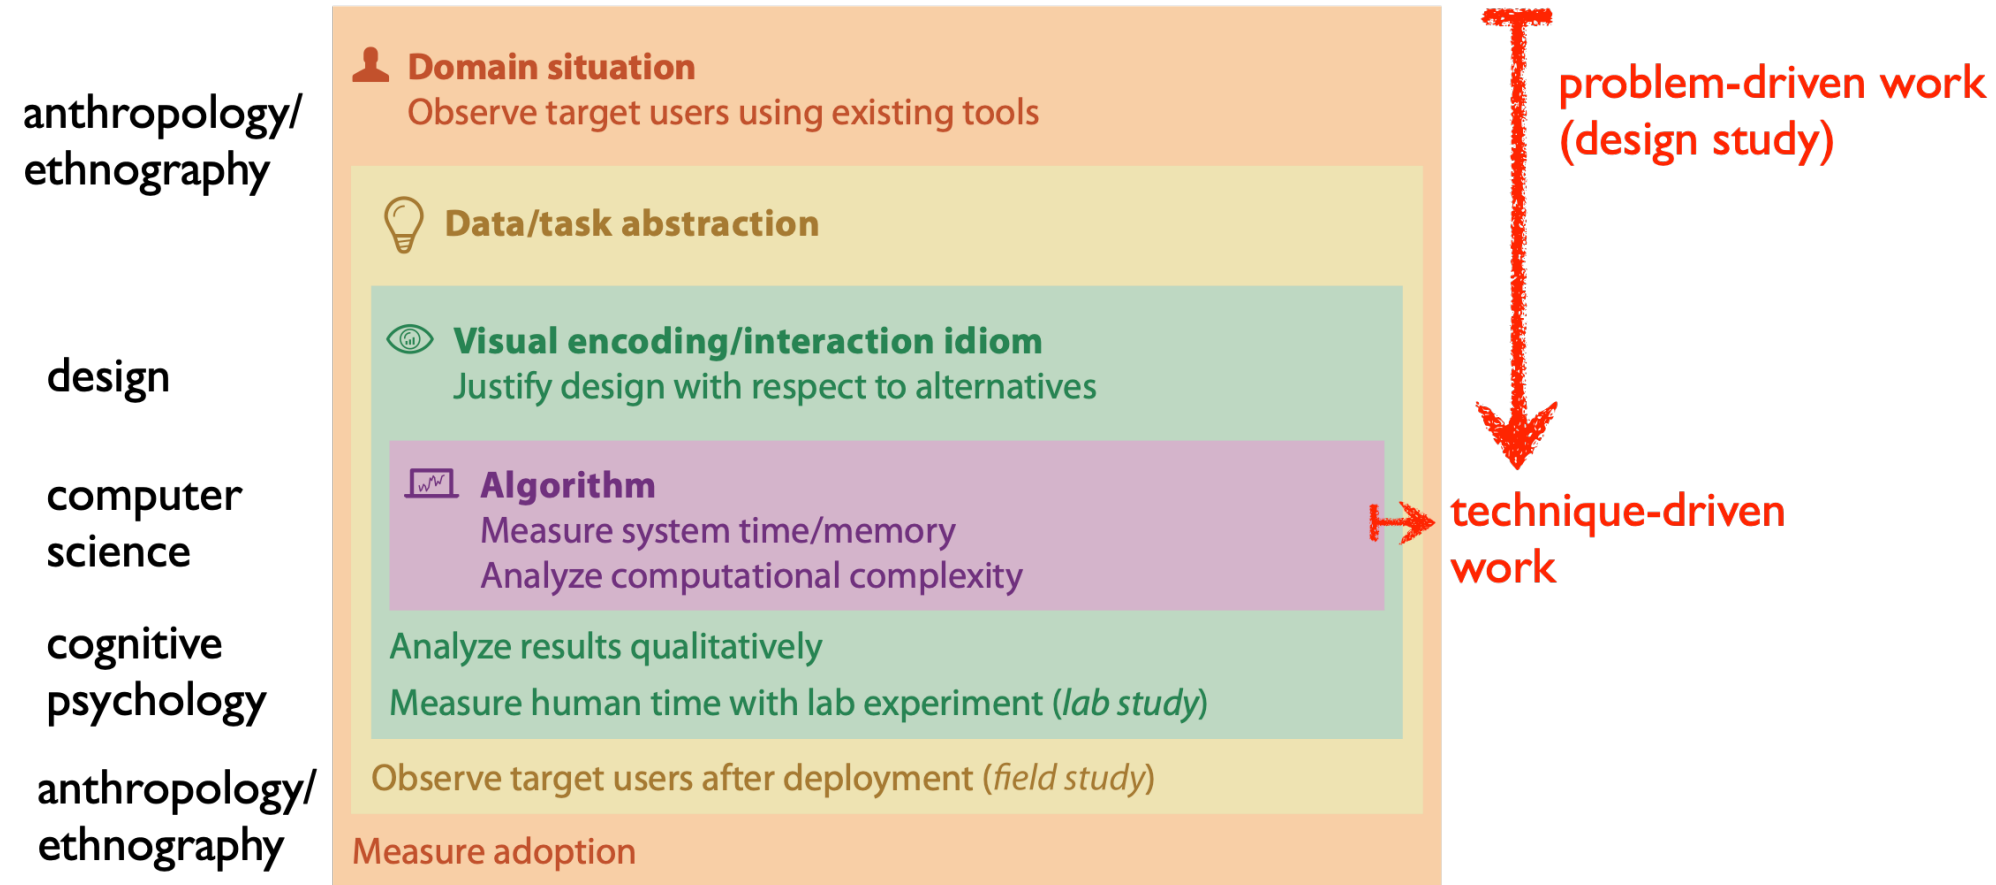 anthropology/
ethnography
design
computer
science
cognitive
psychology
anthropology/
ethnography
Domain situation
Observe target users using existing tools
Data/task abstraction
Visual encoding/interaction idiom
Justify design with respect to alternatives
Algorithm
Measure system time/memory
Analyze computational complexity
Analyze results qualitatively
Measure human time with lab experiment (lab study)
Observe target users after deployment (field study)
Measure adoption
problem-driven work
(design study)
technique-driven
work